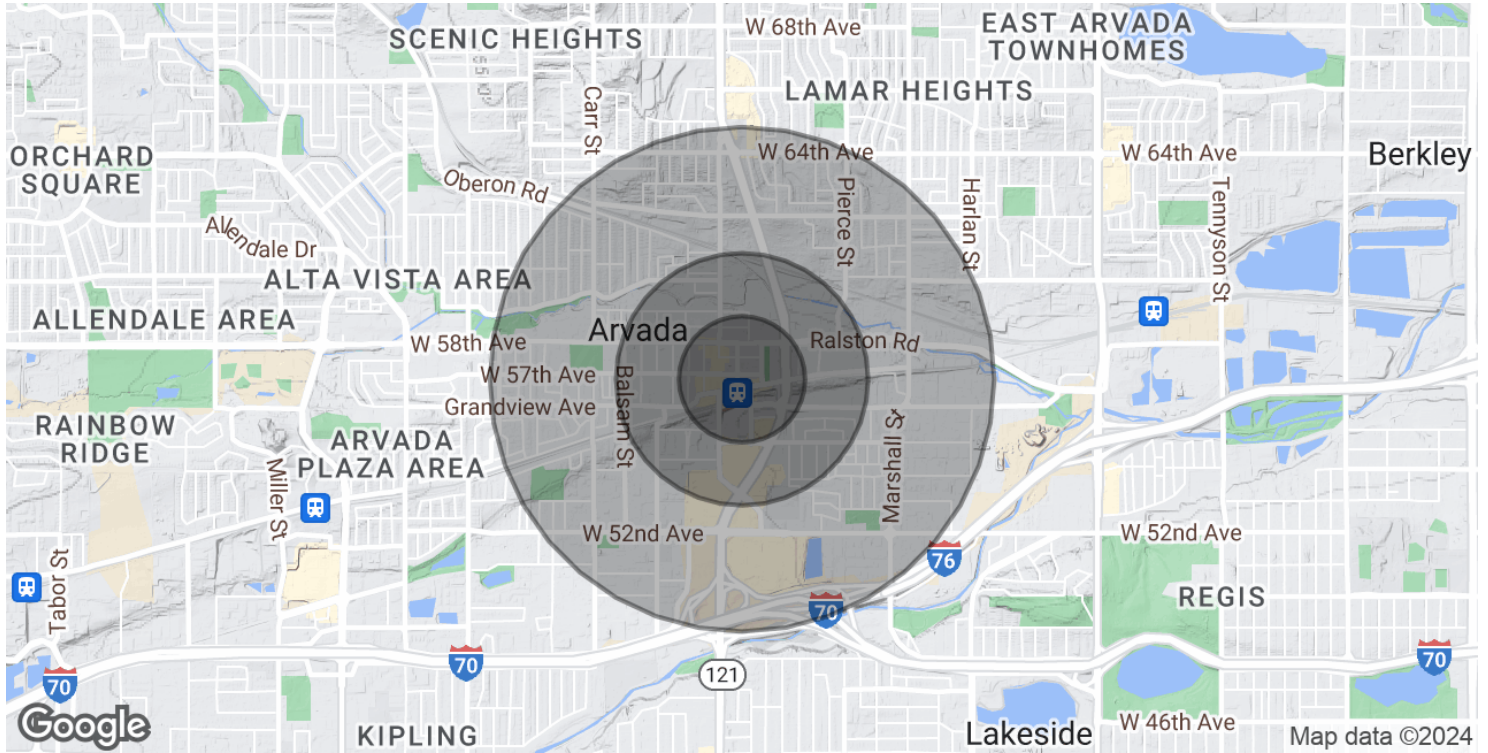 SCENIC HEIGHTS
W 68th Ave
EAST ARVADA
TOWNHOMES
LAMAR HEIGHTS
Carr St
ORCHARD
SQUARE
W 64th Ave
W 64th Ave
Berkley
Oberon Rd
Pierce St
Harlan St
Tennyson St
Allendale Dr
ALTA VISTA AREA
ALLENDALE AREA
Arvada
W 58th Ave
Ralston Rd
W 57th Ave
Balsam St
Grandview Ave
RAINBOW
RIDGE
ARVADA
PLAZA AREA
Marshall St
Miller St
W 52nd Ave
W 52nd Ave
76
Tabor St
REGIS
70
70
70
70
121
Google
KIPLING
Lakeside
W 46th Ave
Map data ©2024